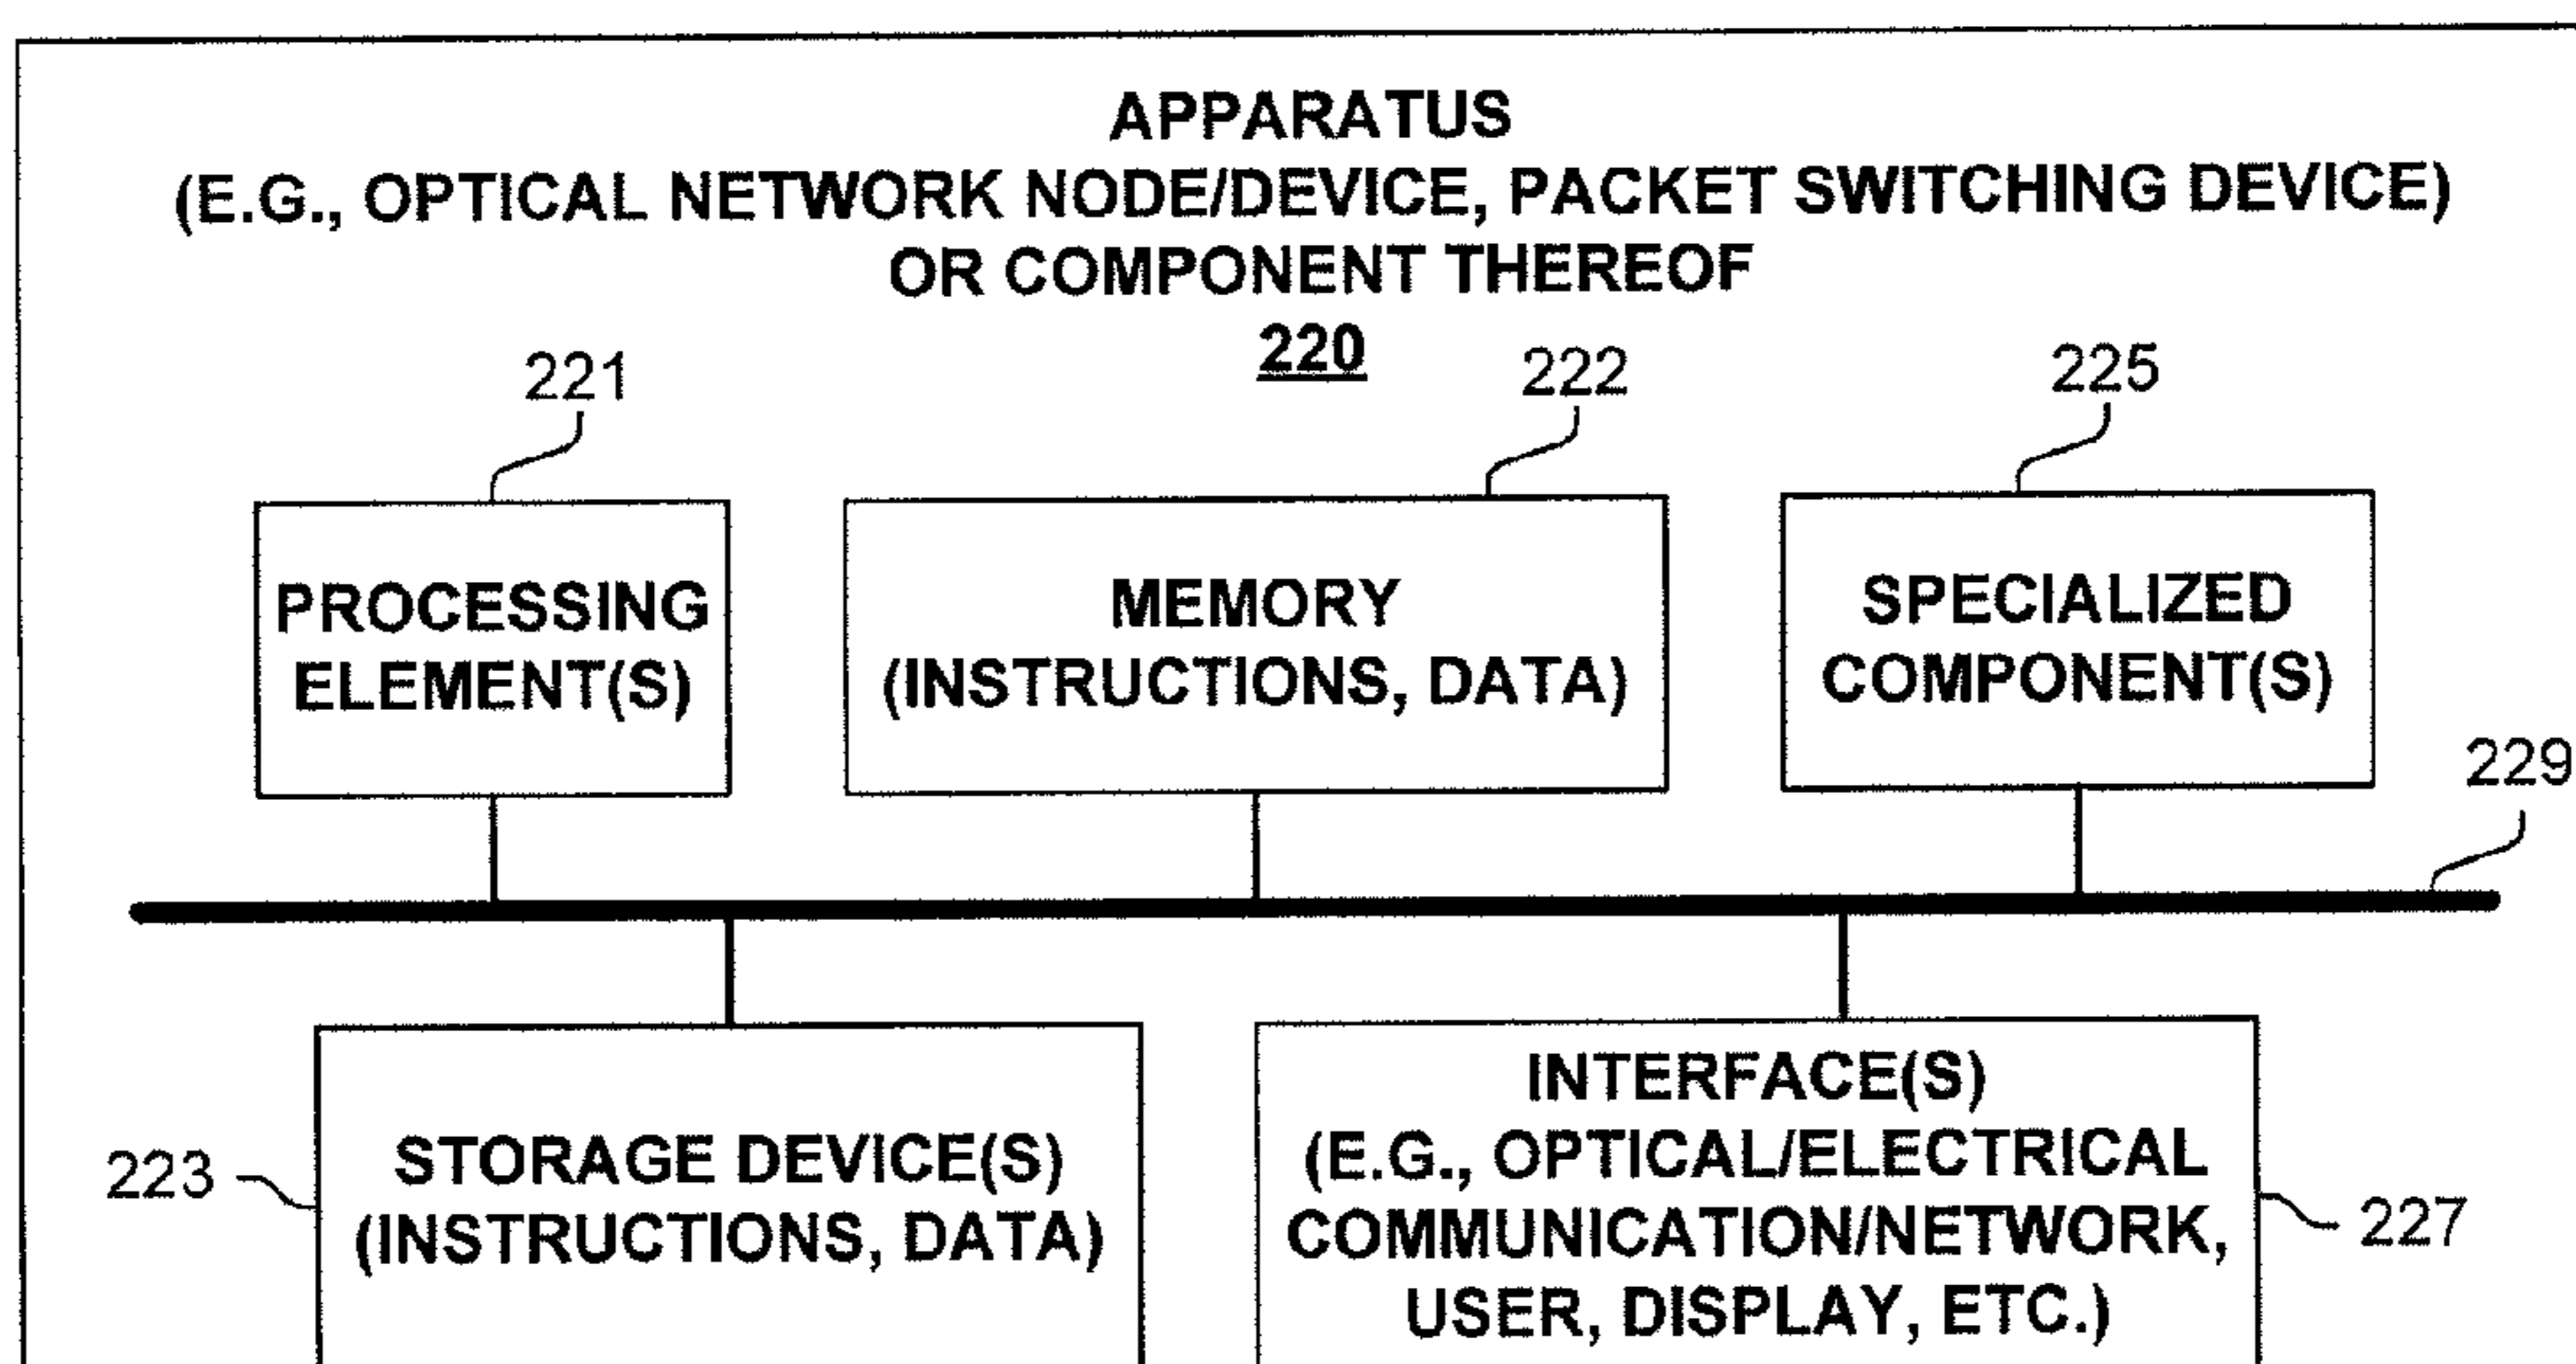 APPARATUS
(E.G., OPTICAL NETWORK NODE/DEVICE, PACKET SWITCHING DEVICE)
OR COMPONENT THEREOF
220
221
222
225
PROCESSING
ELEMENT(S)
MEMORY
(INSTRUCTIONS, DATA)
SPECIALIZED
COMPONENT(S)
229
223
STORAGE DEVICE(S)
(INSTRUCTIONS, DATA)
INTERFACE(S)
(E.G., OPTICAL/ELECTRICAL
COMMUNICATION/NETWORK,
USER, DISPLAY, ETC.)
227